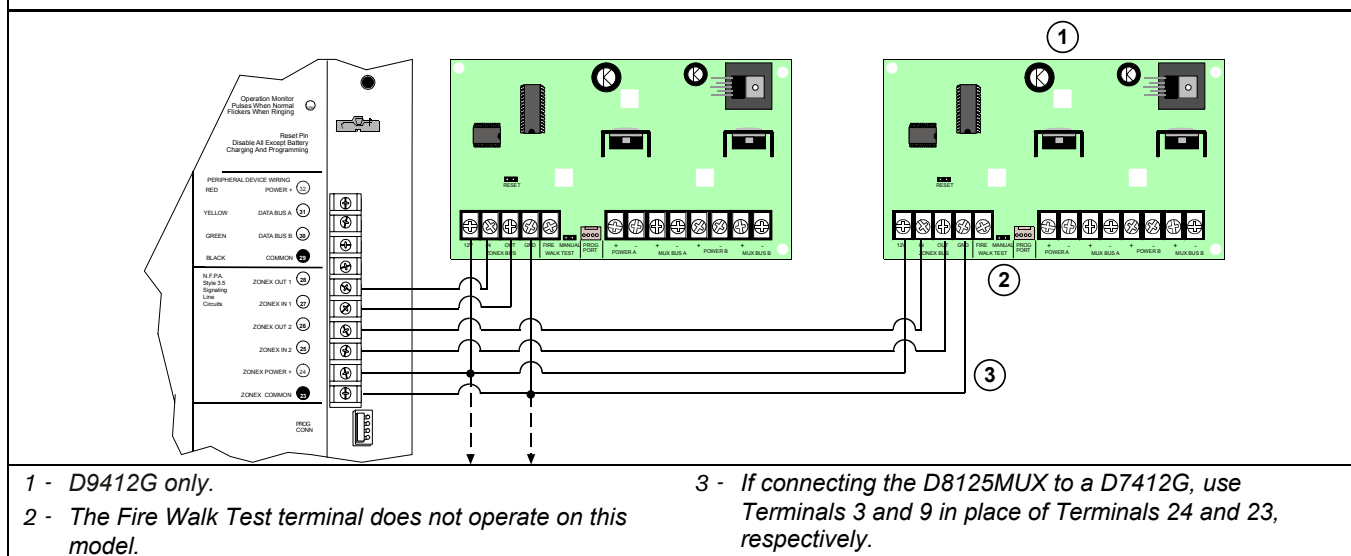 1
Operation Monitor
Pulses When Normal
Flickers When Ringing
Reset Pin
Disable All Except Battery
Charging And Programming
PERIPHERAL DEVICE WIRING
RED POWER + 32
YELLOW DATA BUS A 31
GREEN DATA BUS B 30
BLACK COMMON 29
N.F.P.A.
Style 3.5
Signaling
Line
Circuits
ZONEX OUT 1 28
ZONEX IN 1 27
ZONEX OUT 2 26
ZONEX IN 2 25
ZONEX POWER + 24
ZONEX COMMON 23
PROG
CONN
RESET
12V IN OUT GND FIRE MANUAL PROG PORT + - + - + - + -
ZONEX BUS WALK TEST POWER A MUX BUS A POWER B MUX BUS B
RESET
12V IN OUT GND FIRE MANUAL PROG PORT + - + - + - + -
ZONEX BUS WALK TEST POWER A MUX BUS A POWER B MUX BUS B
2
3
1 - D9412G only.
2 - The Fire Walk Test terminal does not operate on this
model.
3 - If connecting the D8125MUX to a D7412G, use
Terminals 3 and 9 in place of Terminals 24 and 23,
respectively.